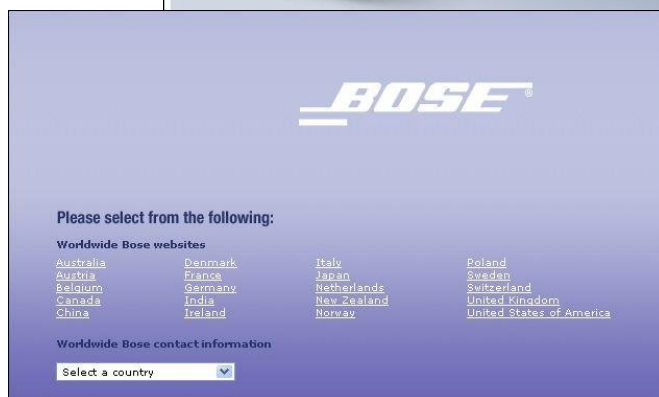 BOSE®
Please select from the following:
Worldwide Bose websites
Australia Denmark Italy Poland
Austria France Japan Sweden
Belgium Germany Netherlands Switzerland
Canada India New Zealand United Kingdom
China Ireland Norway United States of America
Worldwide Bose contact information
Select a country